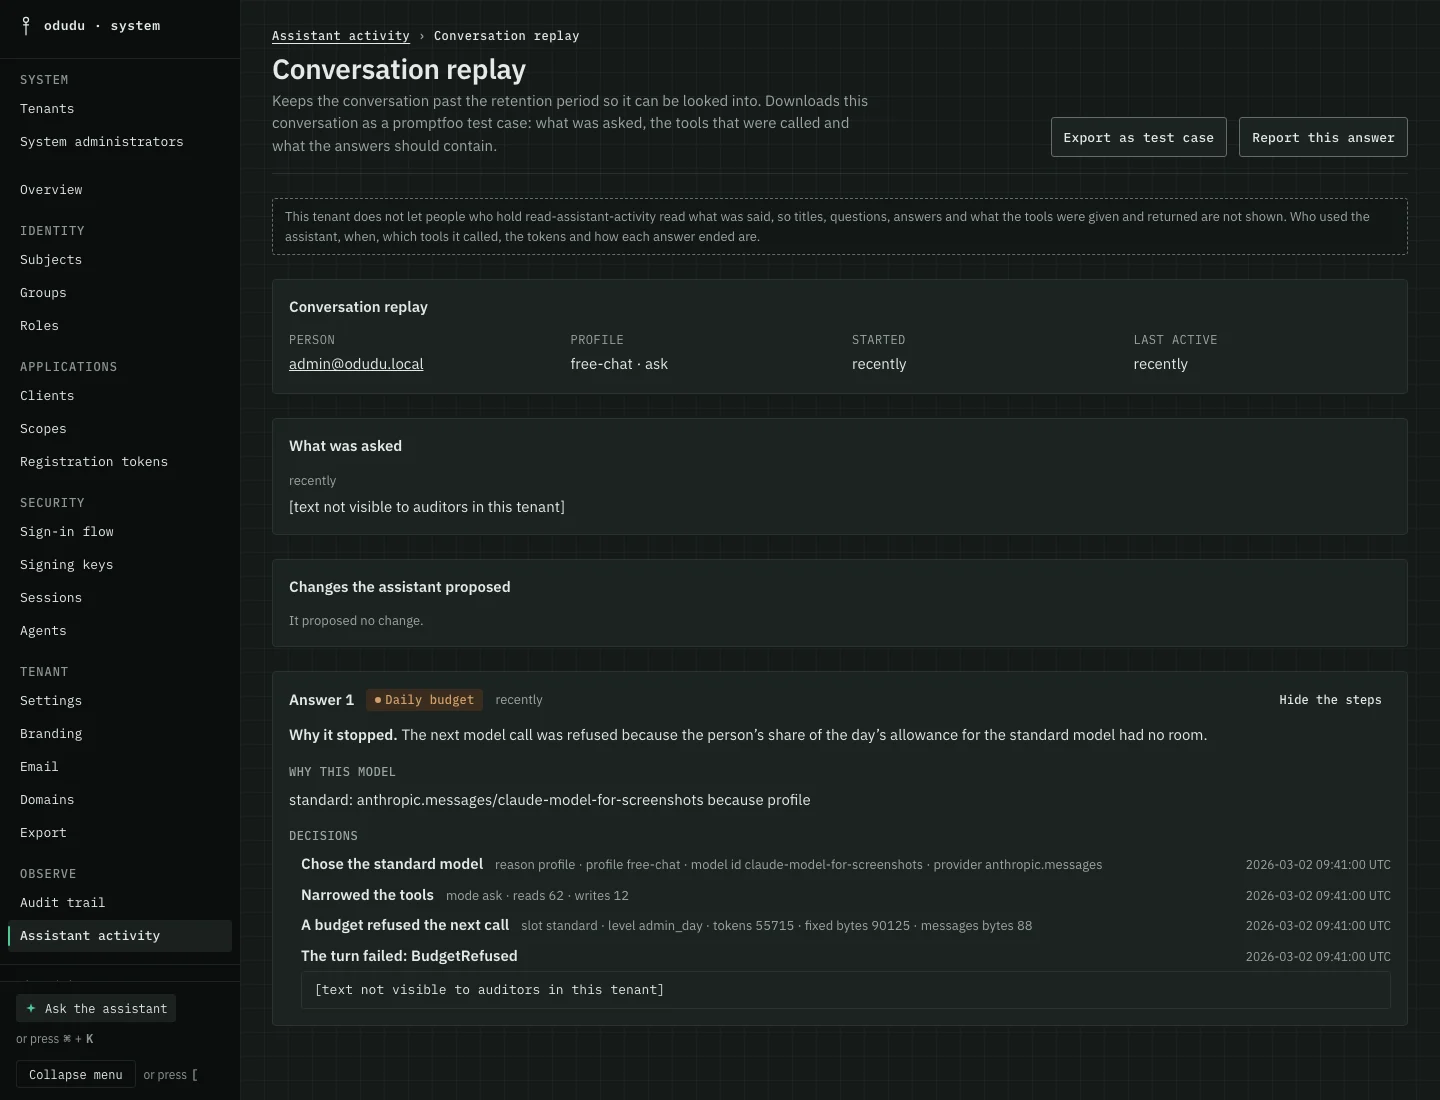 odudu · system
SYSTEM
Tenants
System administrators
Overview
IDENTITY
Subjects
Groups
Roles
APPLICATIONS
Clients
Scopes
Registration tokens
SECURITY
Sign-in flow
Signing keys
Sessions
Agents
TENANT
Settings
Branding
Email
Domains
Export
OBSERVE
Audit trail
Assistant activity
Ask the assistant
or press ⌘ + K
Collapse menu or press [
Assistant activity › Conversation replay
Conversation replay
Keeps the conversation past the retention period so it can be looked into. Downloads this
conversation as a promptfoo test case: what was asked, the tools that were called and
what the answers should contain.
Export as test case
Report this answer
This tenant does not let people who hold read-assistant-activity read what was said, so titles, questions, answers and what the tools were given and returned are not shown. Who used the
assistant, when, which tools it called, the tokens and how each answer ended are.
Conversation replay
PERSON PROFILE STARTED LAST ACTIVE
admin@odudu.local free-chat · ask recently recently
What was asked
recently
[text not visible to auditors in this tenant]
Changes the assistant proposed
It proposed no change.
Answer 1 Daily budget recently Hide the steps
Why it stopped. The next model call was refused because the person’s share of the day’s allowance for the standard model had no room.
WHY THIS MODEL
standard: anthropic.messages/claude-model-for-screenshots because profile
DECISIONS
Chose the standard model reason profile · profile free-chat · model id claude-model-for-screenshots · provider anthropic.messages 2026-03-02 09:41:00 UTC
Narrowed the tools mode ask · reads 62 · writes 12 2026-03-02 09:41:00 UTC
A budget refused the next call slot standard · level admin_day · tokens 55715 · fixed bytes 90125 · messages bytes 88 2026-03-02 09:41:00 UTC
The turn failed: BudgetRefused 2026-03-02 09:41:00 UTC
[text not visible to auditors in this tenant]